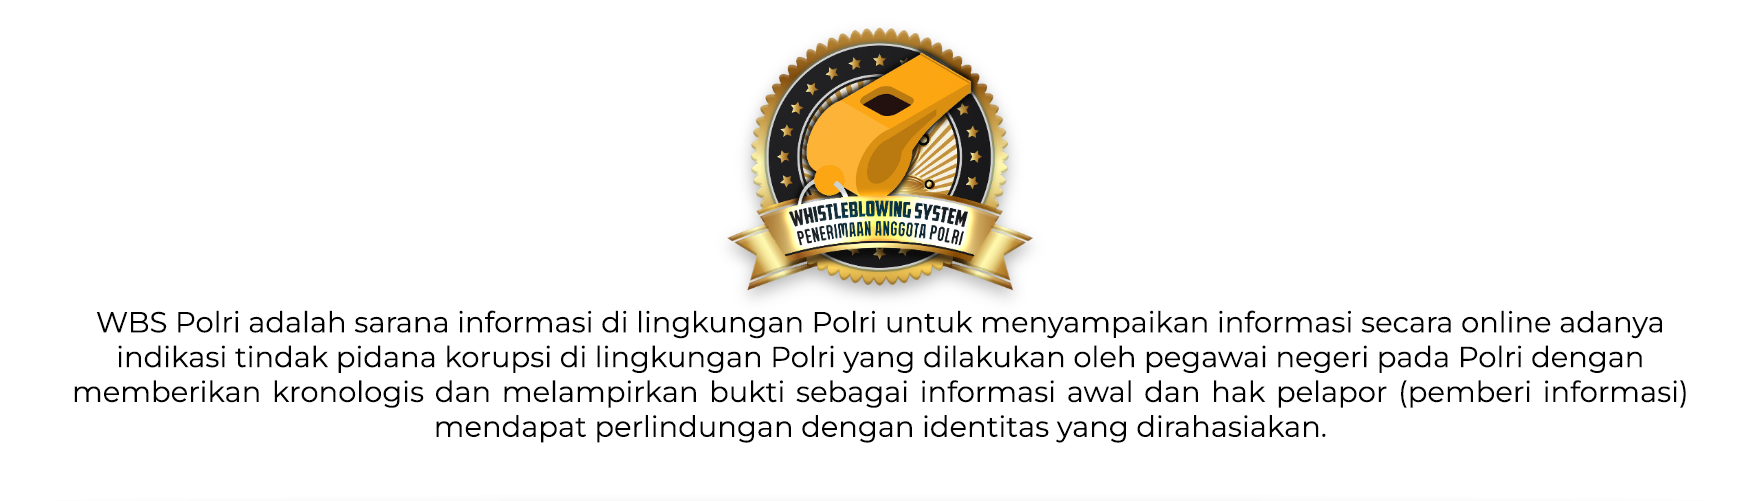 WHISTLEBLOWING SYSTEM
PENERIMAAN ANGGOTA POLRI
WBS Polri adalah sarana informasi di lingkungan Polri untuk menyampaikan informasi secara online adanya
indikasi tindak pidana korupsi di lingkungan Polri yang dilakukan oleh pegawai negeri pada Polri dengan
memberikan kronologis dan melampirkan bukti sebagai informasi awal dan hak pelapor (pemberi informasi)
mendapat perlindungan dengan identitas yang dirahasiakan.